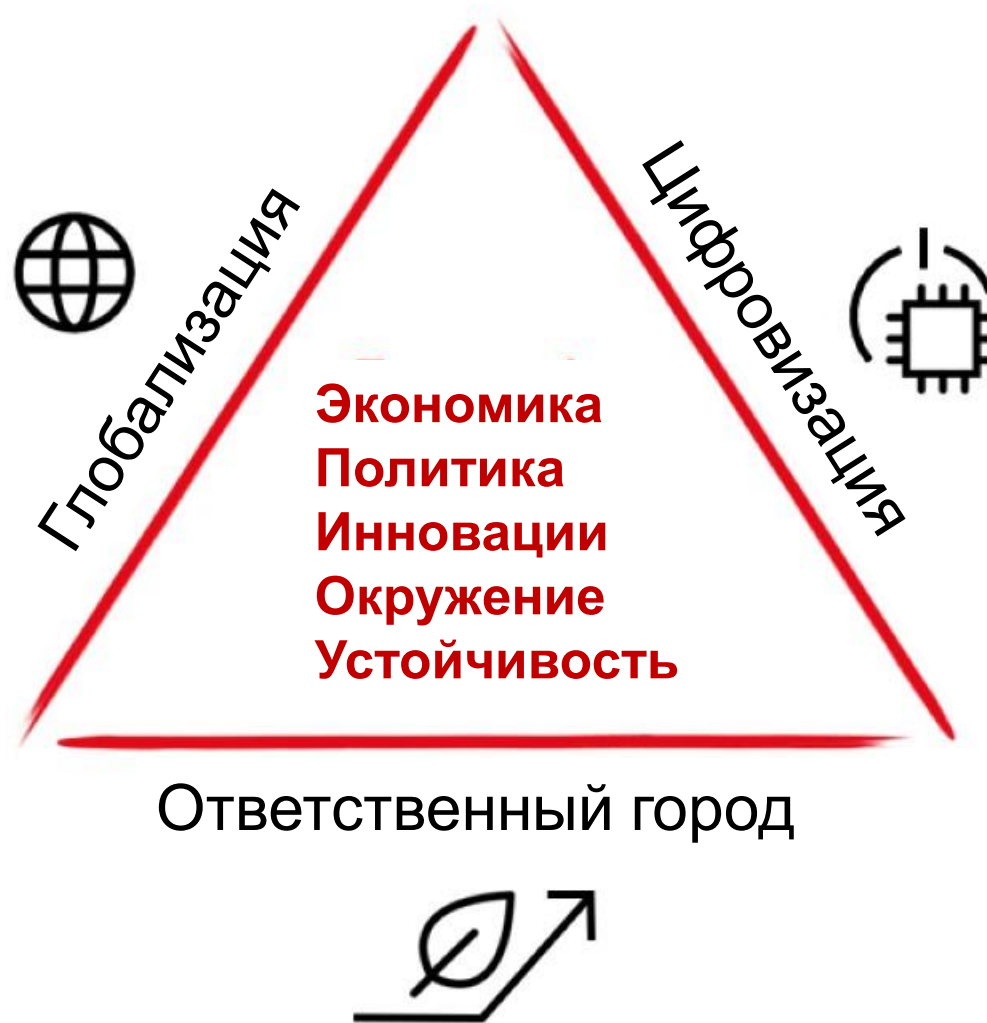 Глобализация
Цифровизация
Экономика
Политика
Инновации
Окружение
Устойчивость
Ответственный город